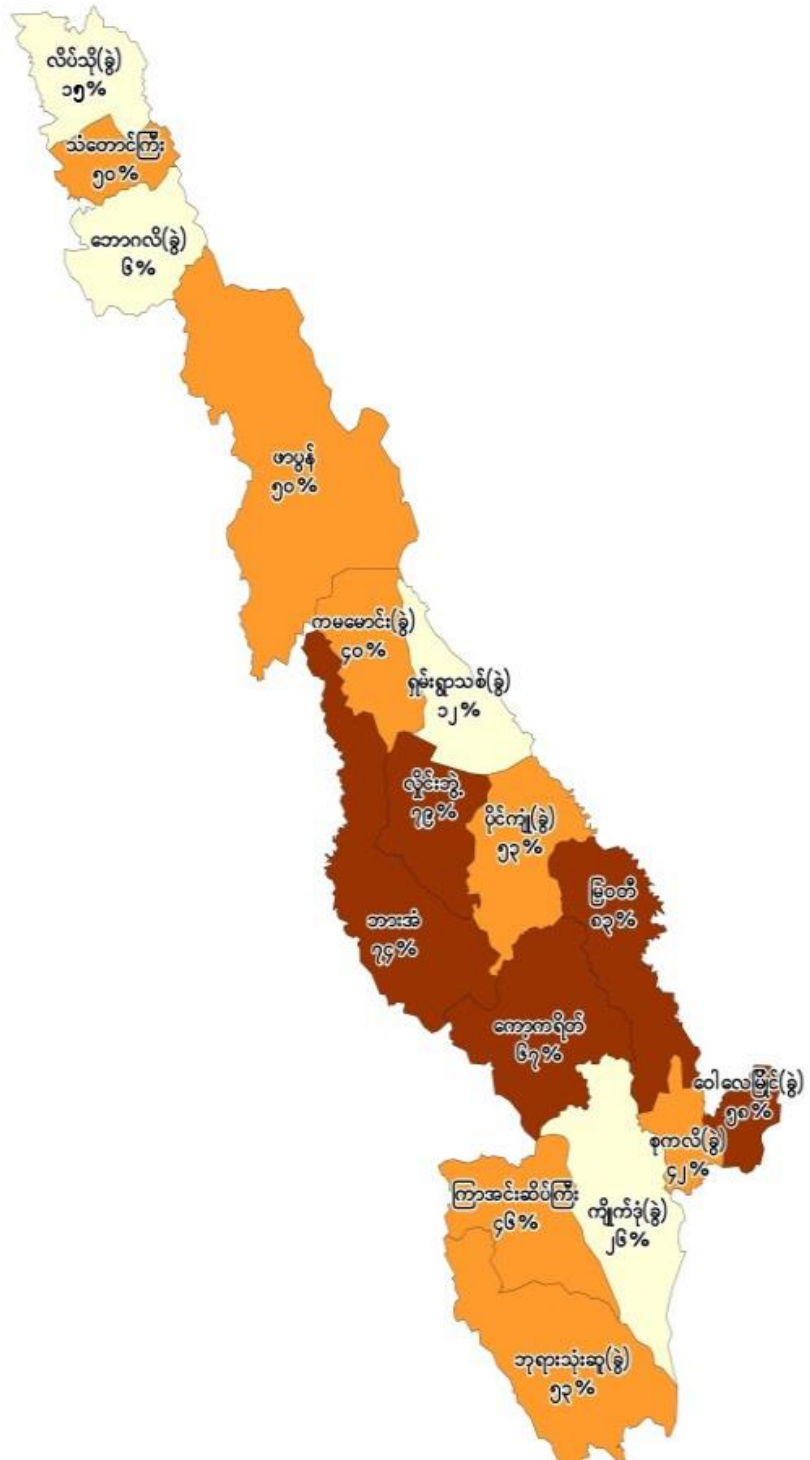 လိပ်သို(ခွဲ)
၁၅%
သံတောင်ကြီး
၅၀%
ဘောဂလိ(ခွဲ)
၆%
ဖာပွန်
၅၀%
ကမမောင်း(ခွဲ)
၄၀%
ရှမ်းရွာသစ်(ခွဲ)
၁၂%
လှိုင်းဘွဲ့
၇၉%
ပိုင်ကျုံ(ခွဲ)
၅၃%
မြဝတီ
၈၃%
ဘားအံ
၇၄%
ကော့ကရိတ်
၆၇%
ဝေါလေမြိုင်(ခွဲ)
၅၈%
စုကလိ(ခွဲ)
၄၂%
ကြာအင်းဆိပ်ကြီး
၄၆%
ကျိုက်ဒုံ(ခွဲ)
၂၆%
ဘုရားသုံးဆူ(ခွဲ)
၅၃%